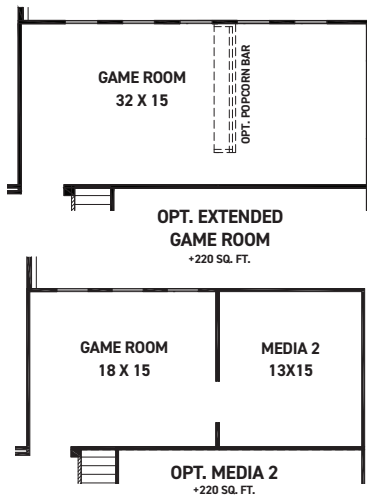 GAME ROOM
32 X 15
OPT. POPCORN BAR
OPT. EXTENDED
GAME ROOM
+220 SQ. FT.
GAME ROOM
18 X 15
MEDIA 2
13X15
OPT. MEDIA 2
+220 SQ. FT.